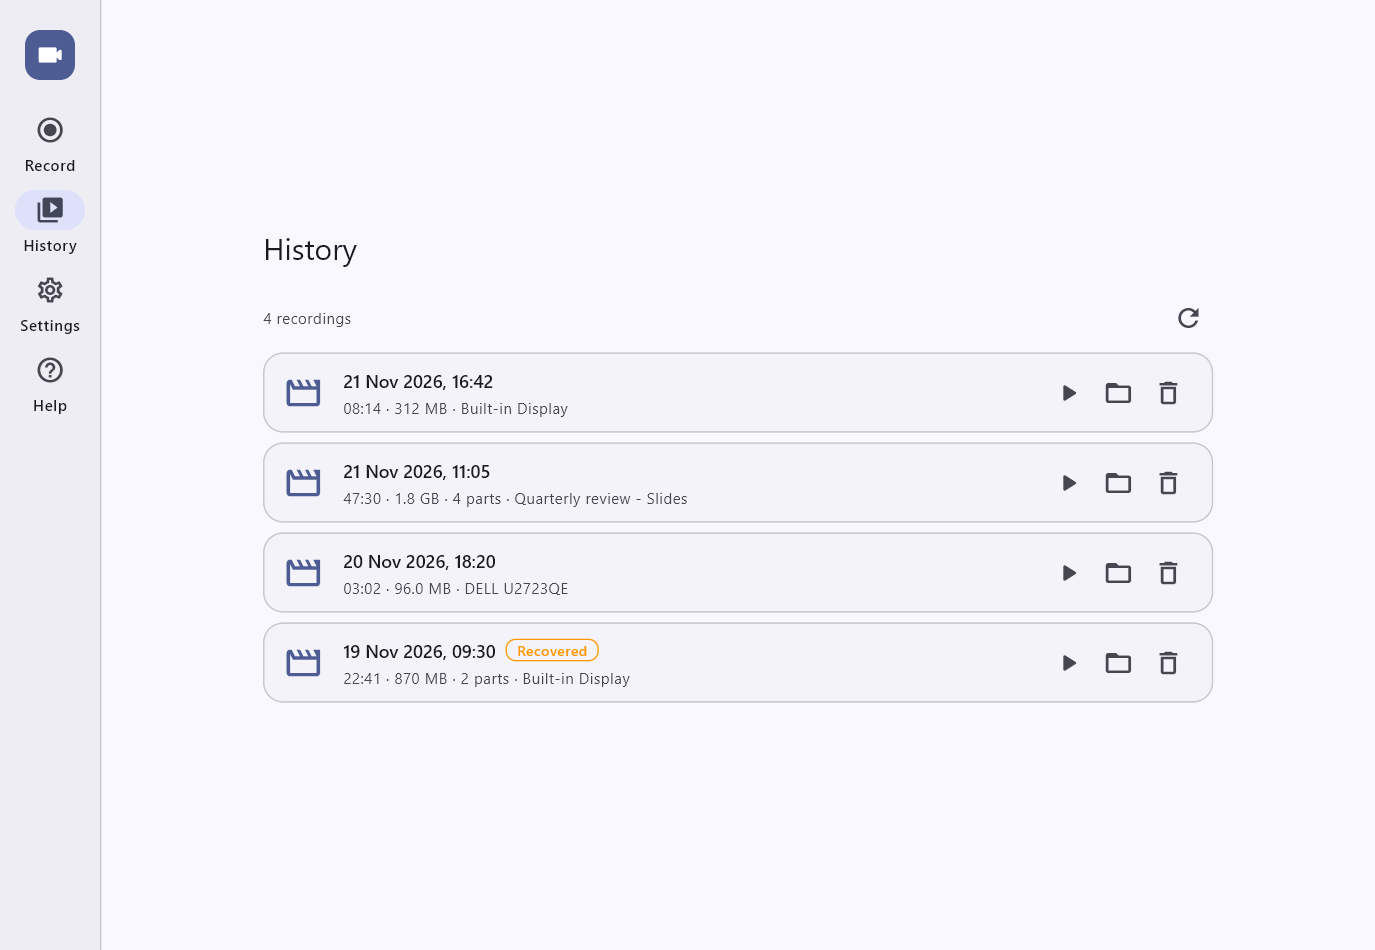 Record
History
Settings
Help
History
4 recordings
21 Nov 2026, 16:42
08:14 · 312 MB · Built-in Display
21 Nov 2026, 11:05
47:30 · 1.8 GB · 4 parts · Quarterly review - Slides
20 Nov 2026, 18:20
03:02 · 96.0 MB · DELL U2723QE
19 Nov 2026, 09:30 Recovered
22:41 · 870 MB · 2 parts · Built-in Display